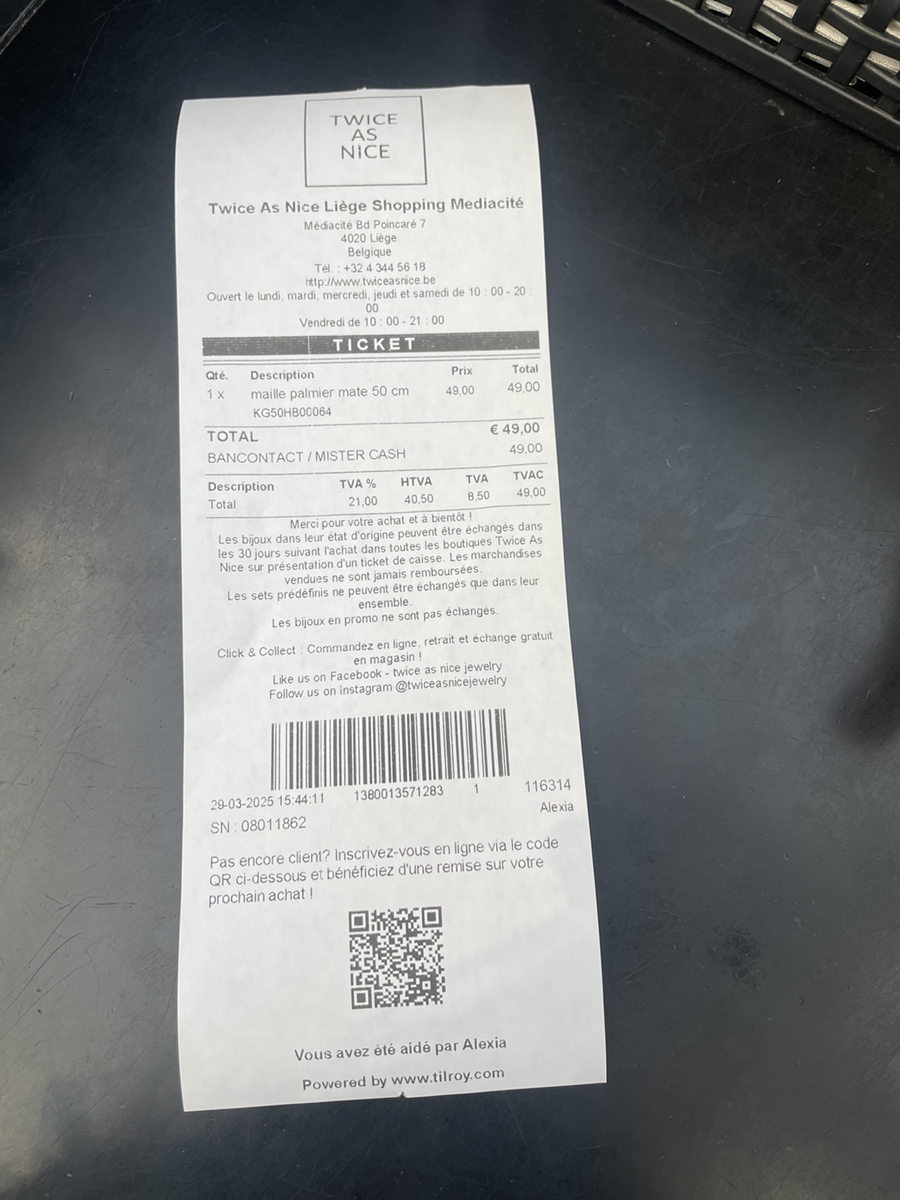 TWICE
AS
NICE
Twice As Nice Liège Shopping Mediacité
Médiacité Bd Poincaré 7
4020 Liège
Belgique
Tél. : +32 4 344 56 18
http://www.twiceasnice.be
Ouvert le lundi, mardi, mercredi, jeudi et samedi de 10 : 00 - 20 :
00
Vendredi de 10 : 00 - 21 : 00
TICKET
Qté. Description Prix Total
1 x maille palmier mate 50 cm 49,00 49,00
KG50HB00064
TOTAL € 49,00
BANCONTACT / MISTER CASH 49,00
Description TVA % HTVA TVA TVAC
Total 21,00 40,50 8,50 49,00
Merci pour votre achat et à bientôt !
Les bijoux dans leur état d'origine peuvent être échangés dans
les 30 jours suivant l'achat dans toutes les boutiques Twice As
Nice sur présentation d'un ticket de caisse. Les marchandises
vendues ne sont jamais remboursées.
Les sets prédéfinis ne peuvent être échangés que dans leur
ensemble.
Les bijoux en promo ne sont pas échangés.
Click & Collect : Commandez en ligne, retrait et échange gratuit
en magasin !
Like us on Facebook - twice as nice jewelry
Follow us on Instagram @twiceasnicejewelry
29-03-2025 15:44:11 1380013571283 1 116314
SN : 08011862 Alexia
Pas encore client? Inscrivez-vous en ligne via le code
QR ci-dessous et bénéficiez d'une remise sur votre
prochain achat !
Vous avez été aidé par Alexia
Powered by www.tilroy.com